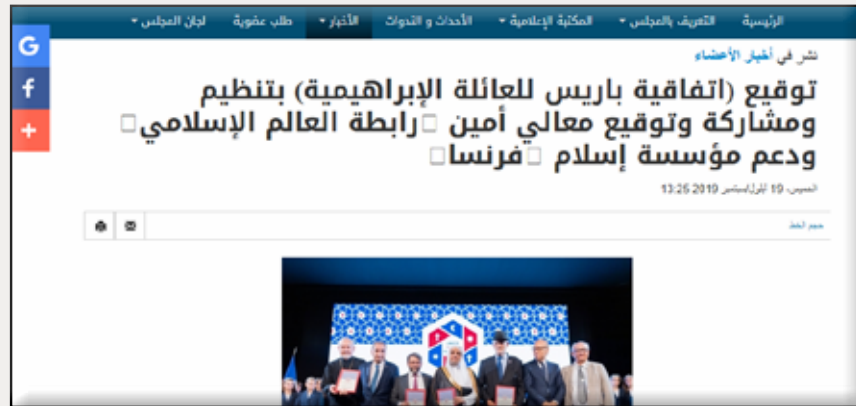 الرئيسية التعريف بالمجلس المكتبة الإعلامية الأحداث و الندوات الأخبار طلب عضوية لجان المجلس
G
f
+
نشر في أخبار الأعضاء
توقيع (اتفاقية باريس للعائلة الإبراهيمية) بتنظيم
ومشاركة وتوقيع معالي أمين □رابطة العالم الإسلامي□
ودعم مؤسسة إسلام □فرنسا□
الخميس، 19 أيلول/سبتمبر 2019 13:25
حجم الخط